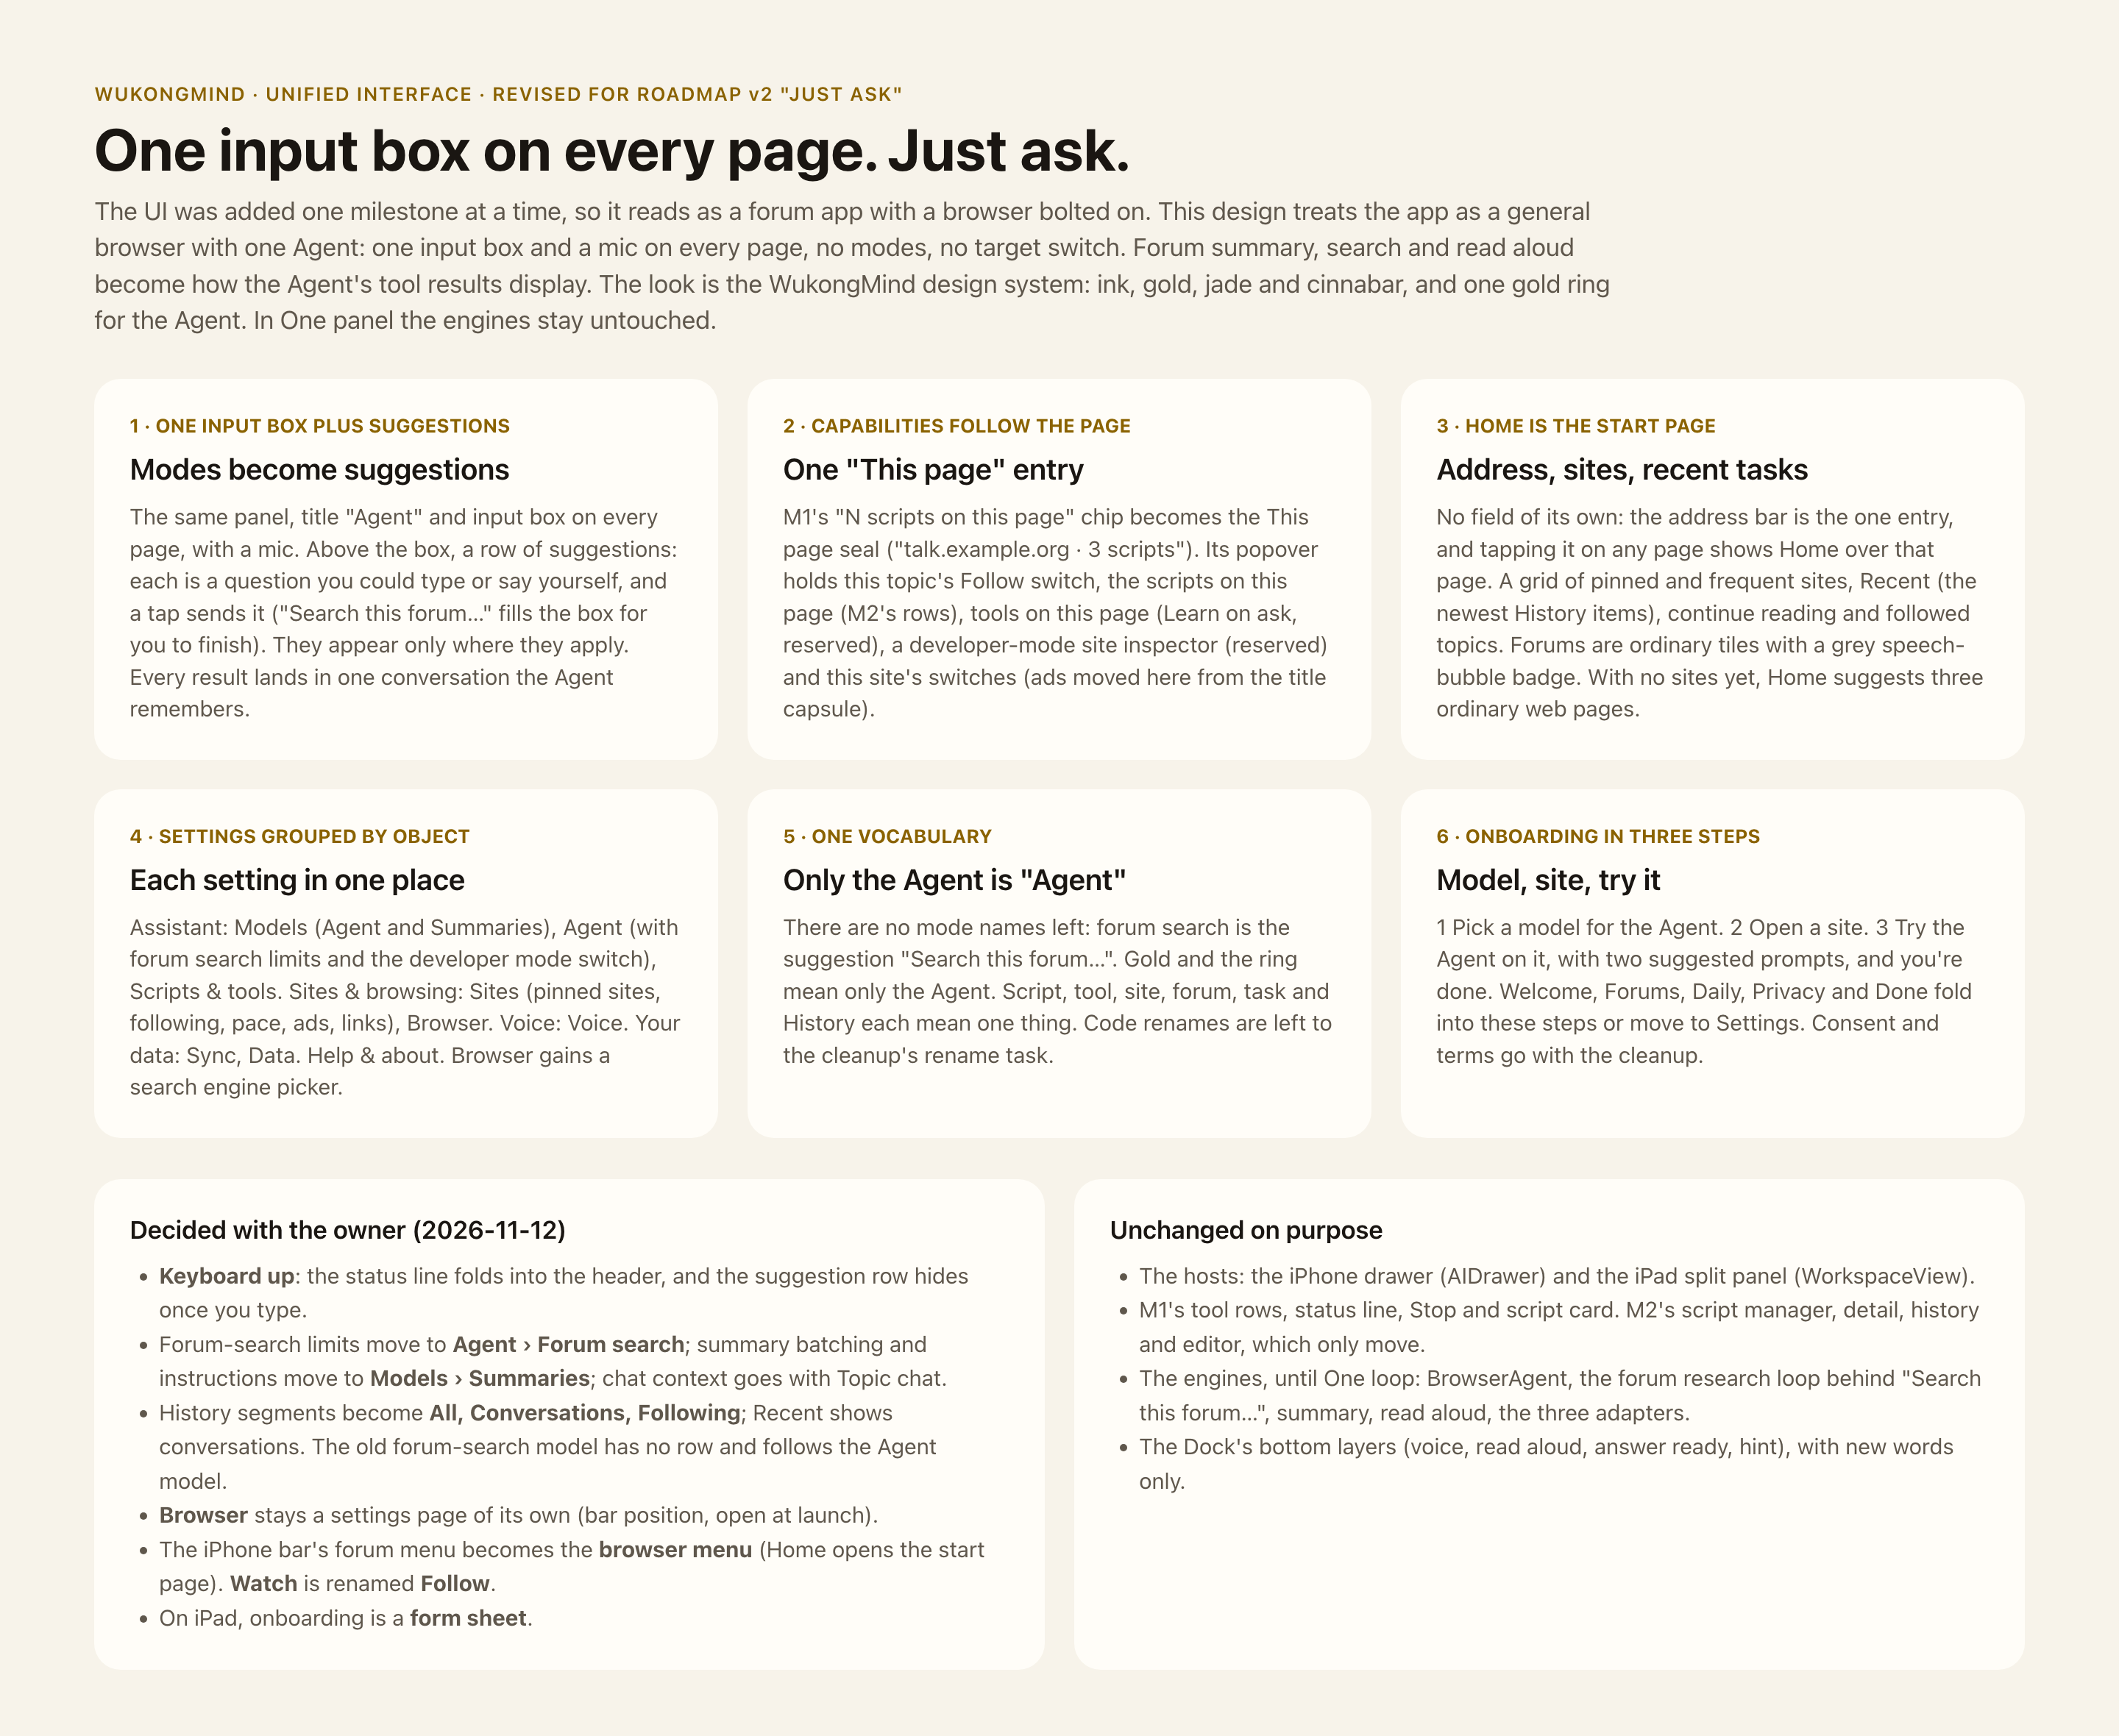 WUKONGMIND · UNIFIED INTERFACE · REVISED FOR ROADMAP v2 "JUST ASK"
One input box on every page. Just ask.
The UI was added one milestone at a time, so it reads as a forum app with a browser bolted on. This design treats the app as a general
browser with one Agent: one input box and a mic on every page, no modes, no target switch. Forum summary, search and read aloud
become how the Agent's tool results display. The look is the WukongMind design system: ink, gold, jade and cinnabar, and one gold ring
for the Agent. In One panel the engines stay untouched.
1 · ONE INPUT BOX PLUS SUGGESTIONS
Modes become suggestions
The same panel, title "Agent" and input box on every
page, with a mic. Above the box, a row of suggestions:
each is a question you could type or say yourself, and
a tap sends it ("Search this forum…" fills the box for
you to finish). They appear only where they apply.
Every result lands in one conversation the Agent
remembers.
2 · CAPABILITIES FOLLOW THE PAGE
One "This page" entry
M1's "N scripts on this page" chip becomes the This
page seal ("talk.example.org · 3 scripts"). Its popover
holds this topic's Follow switch, the scripts on this
page (M2's rows), tools on this page (Learn on ask,
reserved), a developer-mode site inspector (reserved)
and this site's switches (ads moved here from the title
capsule).
3 · HOME IS THE START PAGE
Address, sites, recent tasks
No field of its own: the address bar is the one entry,
and tapping it on any page shows Home over that
page. A grid of pinned and frequent sites, Recent (the
newest History items), continue reading and followed
topics. Forums are ordinary tiles with a grey speech-
bubble badge. With no sites yet, Home suggests three
ordinary web pages.
4 · SETTINGS GROUPED BY OBJECT
Each setting in one place
Assistant: Models (Agent and Summaries), Agent (with
forum search limits and the developer mode switch),
Scripts & tools. Sites & browsing: Sites (pinned sites,
following, pace, ads, links), Browser. Voice: Voice. Your
data: Sync, Data. Help & about. Browser gains a
search engine picker.
5 · ONE VOCABULARY
Only the Agent is "Agent"
There are no mode names left: forum search is the
suggestion "Search this forum…". Gold and the ring
mean only the Agent. Script, tool, site, forum, task and
History each mean one thing. Code renames are left to
the cleanup's rename task.
6 · ONBOARDING IN THREE STEPS
Model, site, try it
1 Pick a model for the Agent. 2 Open a site. 3 Try the
Agent on it, with two suggested prompts, and you're
done. Welcome, Forums, Daily, Privacy and Done fold
into these steps or move to Settings. Consent and
terms go with the cleanup.
Decided with the owner (2026-11-12)
• Keyboard up: the status line folds into the header, and the suggestion row hides
once you type.
• Forum-search limits move to Agent › Forum search; summary batching and
instructions move to Models › Summaries; chat context goes with Topic chat.
• History segments become All, Conversations, Following; Recent shows
conversations. The old forum-search model has no row and follows the Agent
model.
• Browser stays a settings page of its own (bar position, open at launch).
• The iPhone bar's forum menu becomes the browser menu (Home opens the start
page). Watch is renamed Follow.
• On iPad, onboarding is a form sheet.
Unchanged on purpose
• The hosts: the iPhone drawer (AIDrawer) and the iPad split panel (WorkspaceView).
• M1's tool rows, status line, Stop and script card. M2's script manager, detail, history
and editor, which only move.
• The engines, until One loop: BrowserAgent, the forum research loop behind "Search
this forum…", summary, read aloud, the three adapters.
• The Dock's bottom layers (voice, read aloud, answer ready, hint), with new words
only.